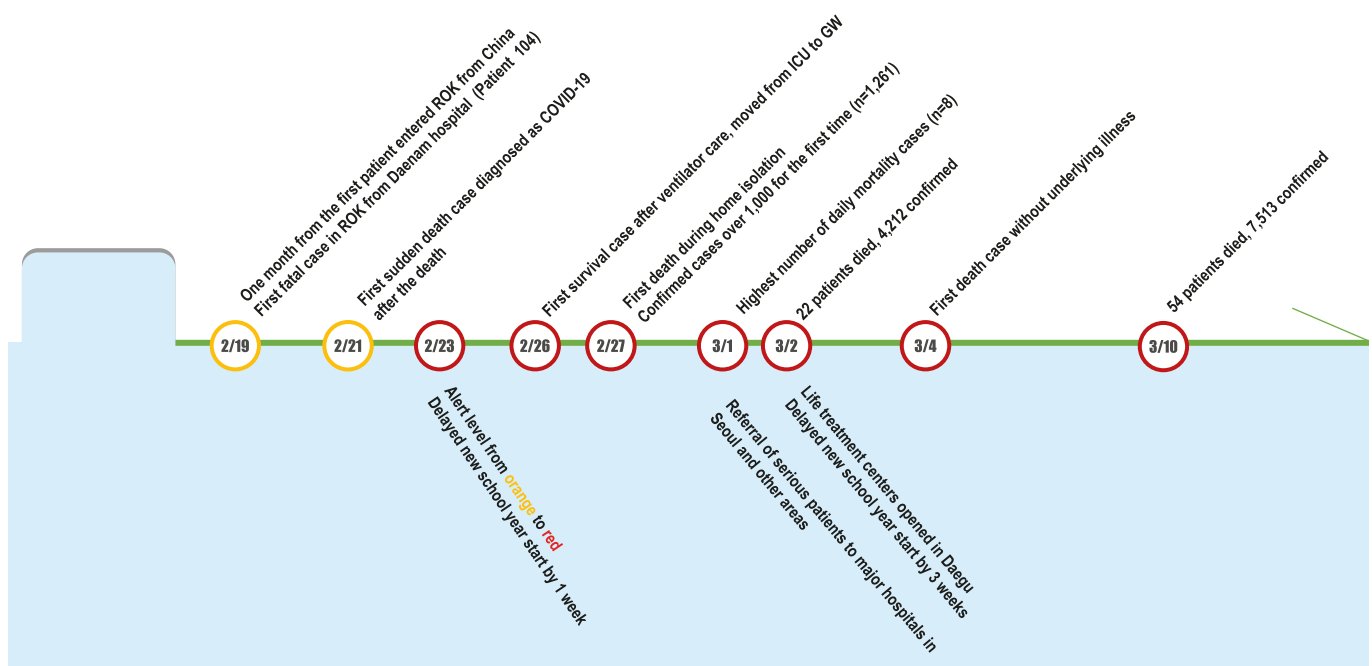 One month from the first patient entered ROK from China
First fatal case in ROK from Daenam hospital (Patient 104)
First sudden death case diagnosed as COVID-19
after the death
First survival case after ventilator care, moved from ICU to GW
First death during home isolation
Confirmed cases over 1,000 for the first time (n=1,261)
Highest number of daily mortality cases (n=8)
22 patients died, 4,212 confirmed
First death case without underlying illness
54 patients died, 7,513 confirmed
2/19
2/21
2/23
2/26
2/27
3/1
3/2
3/4
3/10
Alert level from orange to red
Delayed new school year start by 1 week
Referral of serious patients to major hospitals in
Seoul and other areas
Life treatment centers opened in Daegu
Delayed new school year start by 3 weeks